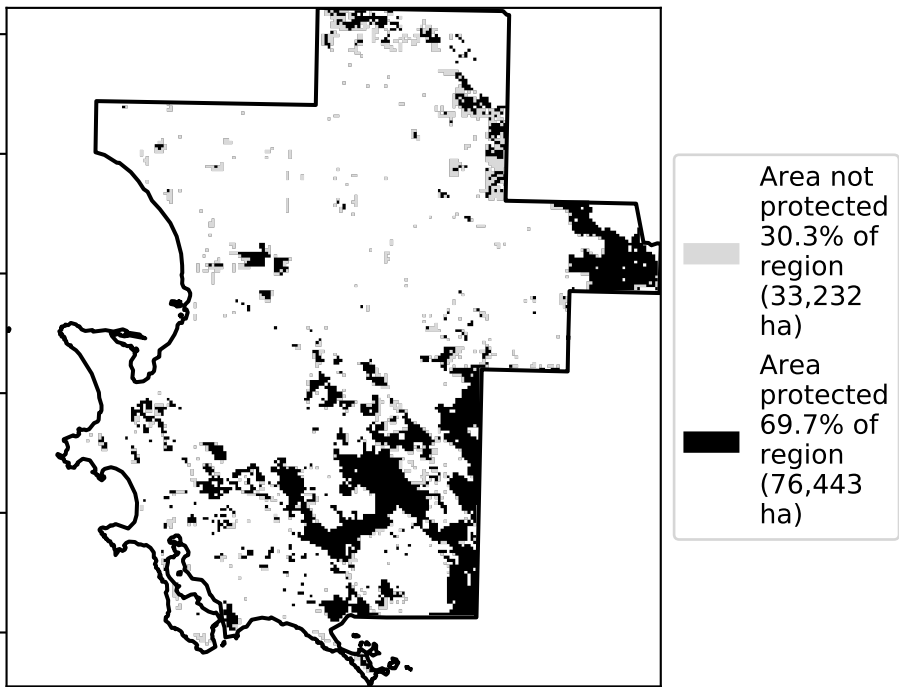 Area not
protected
30.3% of
region
(33,232
ha)
Area
protected
69.7% of
region
(76,443
ha)